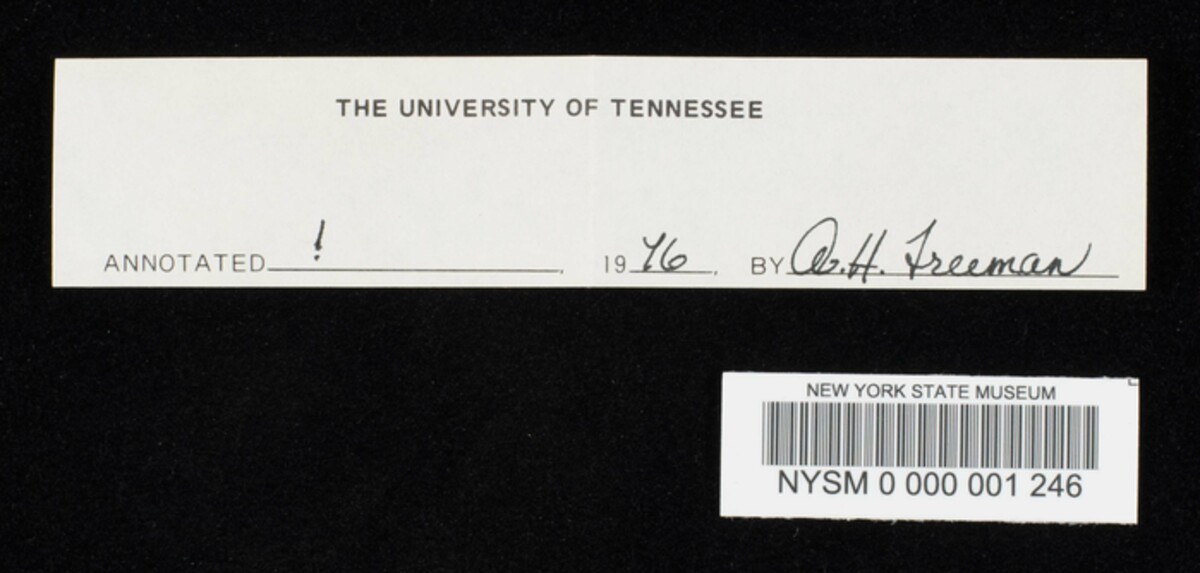 THE UNIVERSITY OF TENNESSEE
ANNOTATED ! , 1976, BY A.H. Freeman
NEW YORK STATE MUSEUM
NYSM 0 000 001 246